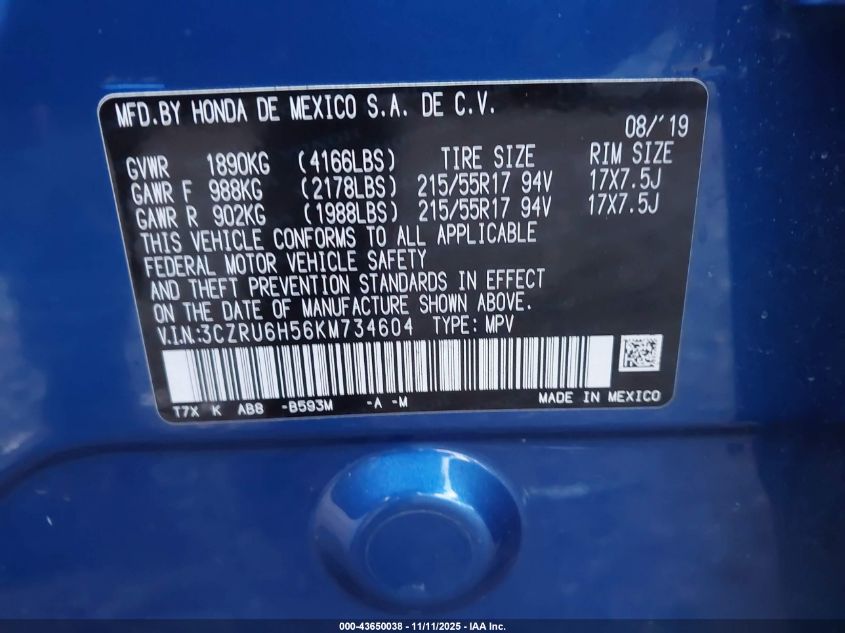 MFD.BY HONDA DE MEXICO S.A. DE C.V.
08/'19
GVWR 1890KG (4166LBS) TIRE SIZE RIM SIZE
GAWR F 988KG (2178LBS) 215/55R17 94V 17X7.5J
GAWR R 902KG (1988LBS) 215/55R17 94V 17X7.5J
THIS VEHICLE CONFORMS TO ALL APPLICABLE
FEDERAL MOTOR VEHICLE SAFETY
AND THEFT PREVENTION STANDARDS IN EFFECT
ON THE DATE OF MANUFACTURE SHOWN ABOVE.
V.I.N.:3CZRU6H56KM734604 TYPE: MPV
T7X K AB8 -B593M -A -M MADE IN MEXICO
000-43650038 - 11/11/2025 - IAA Inc.